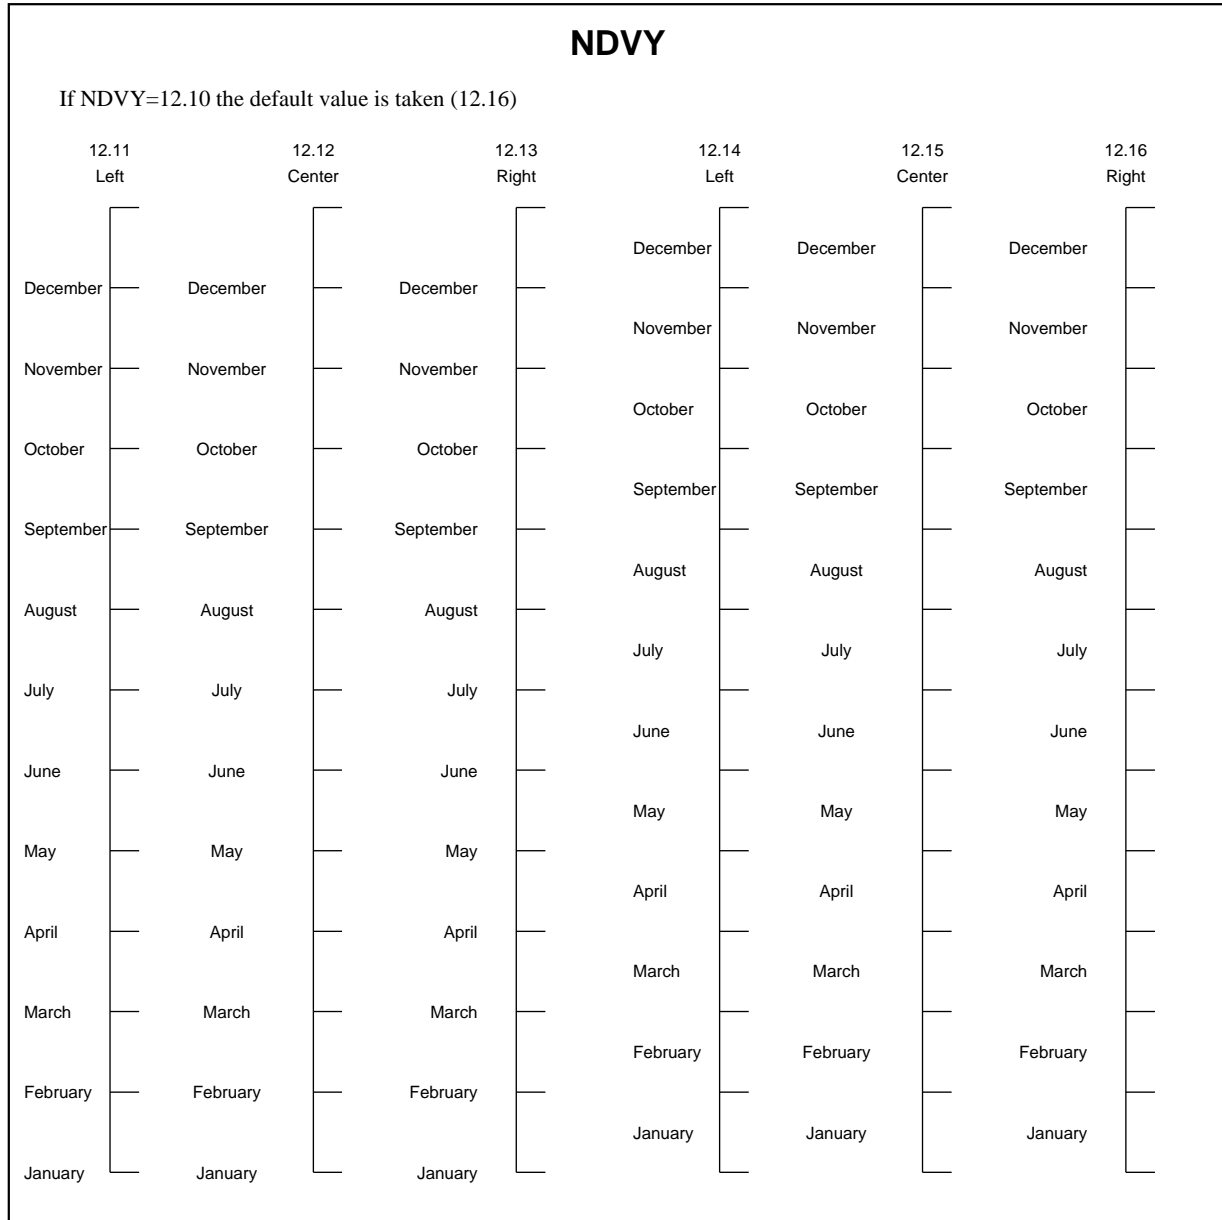 NDVY
If NDVY=12.10 the default value is taken (12.16)
12.11 12.12 12.13 12.14 12.15 12.16
Left Center Right Left Center Right
December December December
December December December
November November November
November November November
October October October
October October October
September September September
September September September
August August August
August August August
July July July
July July July
June June June
June June June
May May May
May May May
April April April
April April April
March March March
March March March
February February February
February February February
January January January
January January January